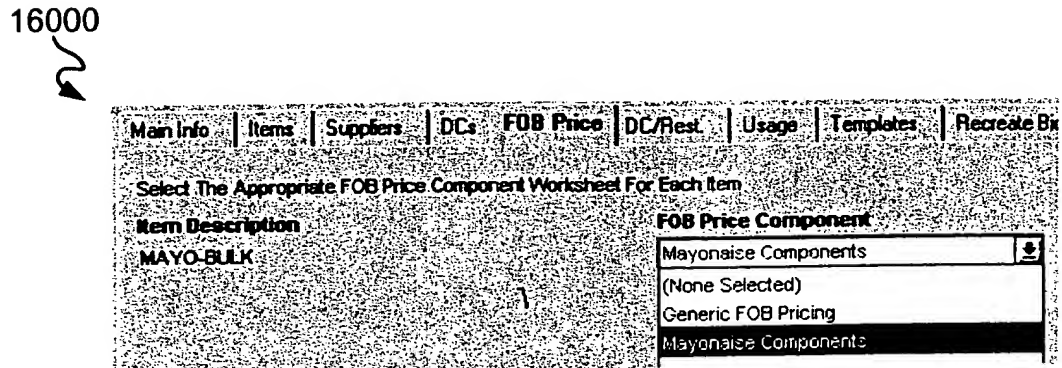 16000
Main Info Items Suppliers DCs FOB Price DC/Rest. Usage Templates Recreate
Select The Appropriate FOB Price Component Worksheet For Each Item
Item Description FOB Price Component
MAYO-BULK Mayonaise Components
(None Selected)
Generic FOB Pricing
Mayonaise Components